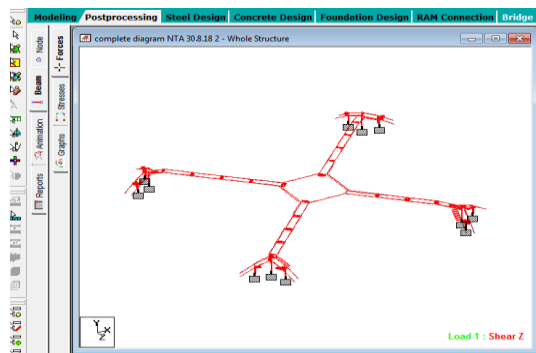 Modeling Postprocessing Steel Design Concrete Design Foundation Design RAM Connection Bridge
complete diagram NTA 30.8.18 2 - Whole Structure
Node
Beam
Animation
Reports
Forces
Stresses
Graphs
Y
X
Z
Load 1 : Shear Z